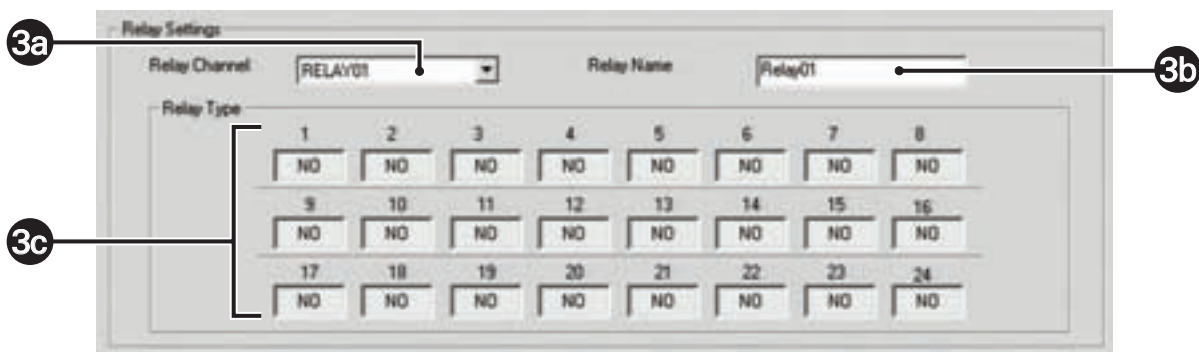 Relay Settings
3a
Relay Channel RELAY01 Relay Name Relay01
3b
Relay Type
1 2 3 4 5 6 7 8
NO NO NO NO NO NO NO NO
9 10 11 12 13 14 15 16
3c
NO NO NO NO NO NO NO NO
17 18 19 20 21 22 23 24
NO NO NO NO NO NO NO NO